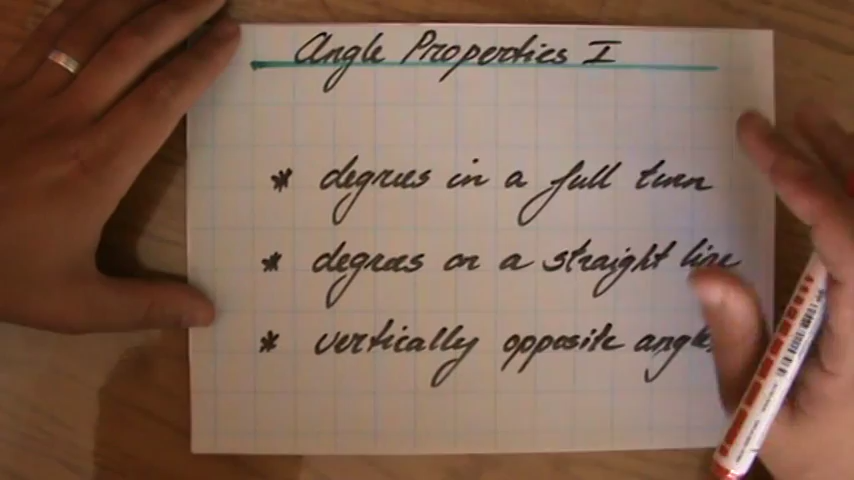 Angle Properties I
* degrees in a full turn
* degrees on a straight line
* vertically opposite angles